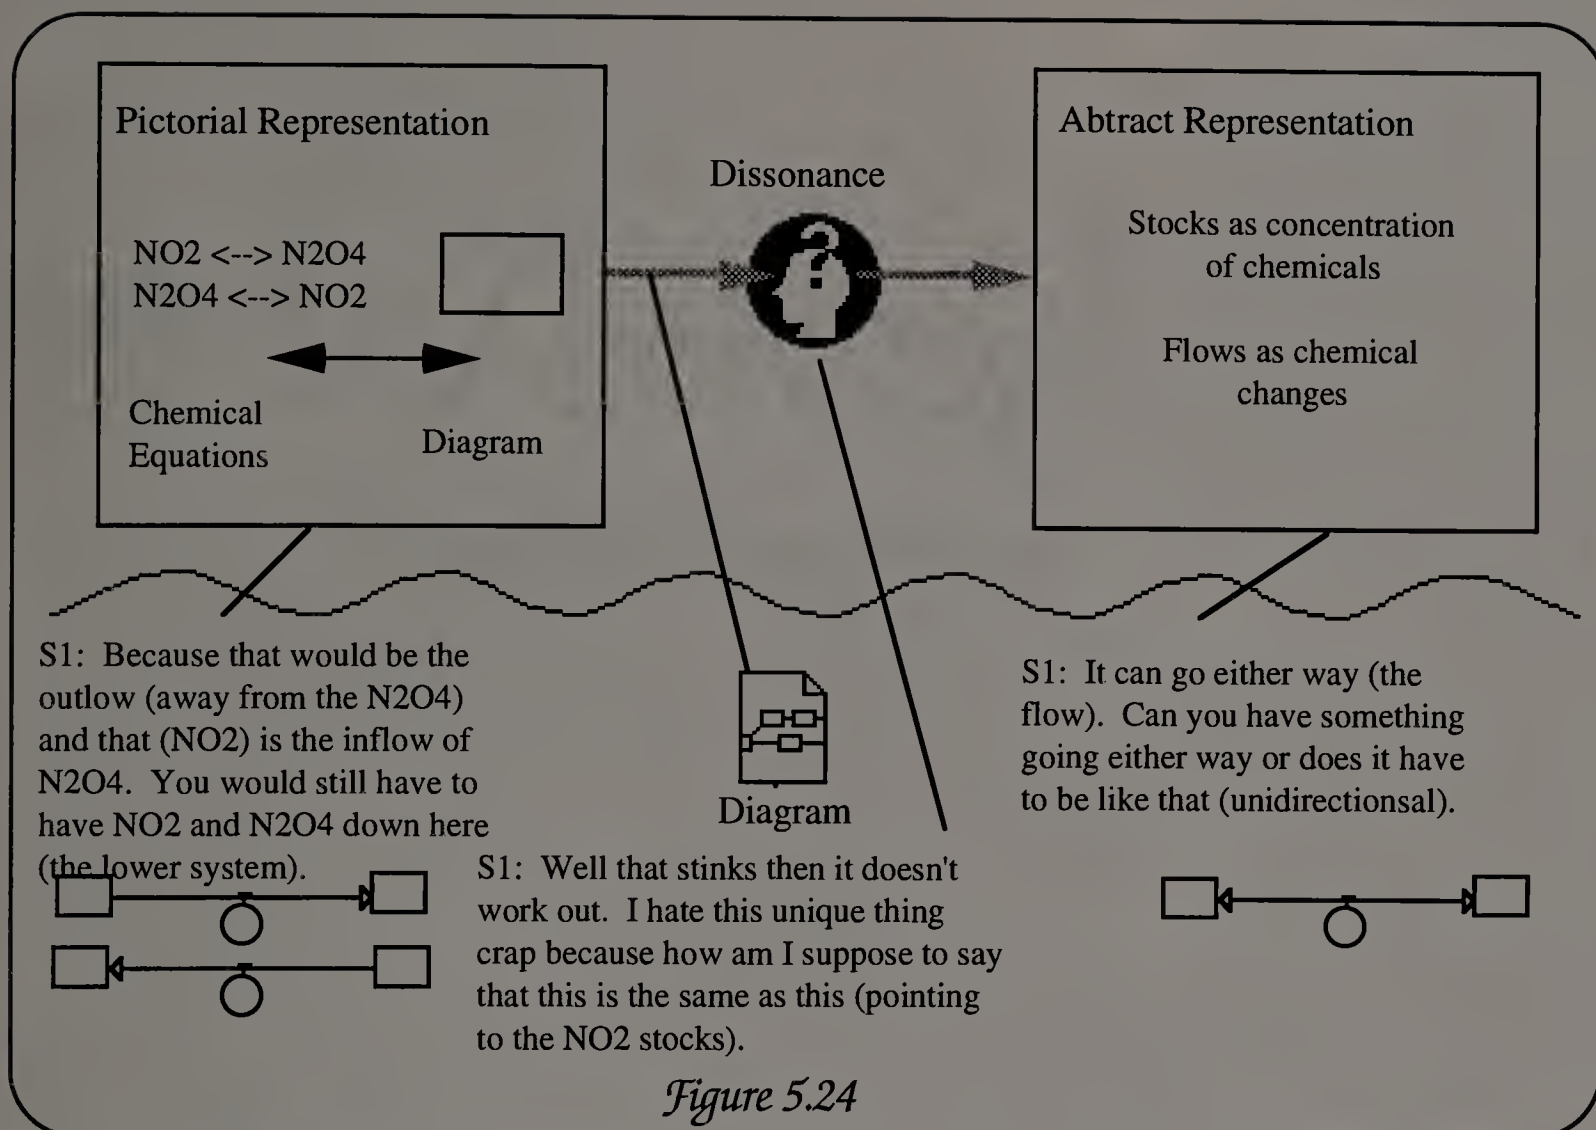 Pictorial Representation
NO2 <--> N2O4
N2O4 <--> NO2
Chemical
Equations
Diagram
Dissonance
?
Abtract Representation
Stocks as concentration
of chemicals
Flows as chemical
changes
S1: Because that would be the
outlow (away from the N2O4)
and that (NO2) is the inflow of
N2O4. You would still have to
have NO2 and N2O4 down here
(the lower system).
Diagram
S1: Well that stinks then it doesn't
work out. I hate this unique thing
crap because how am I suppose to say
that this is the same as this (pointing
to the NO2 stocks).
S1: It can go either way (the
flow). Can you have something
going either way or does it have
to be like that (unidirectionsal).
Figure 5.24